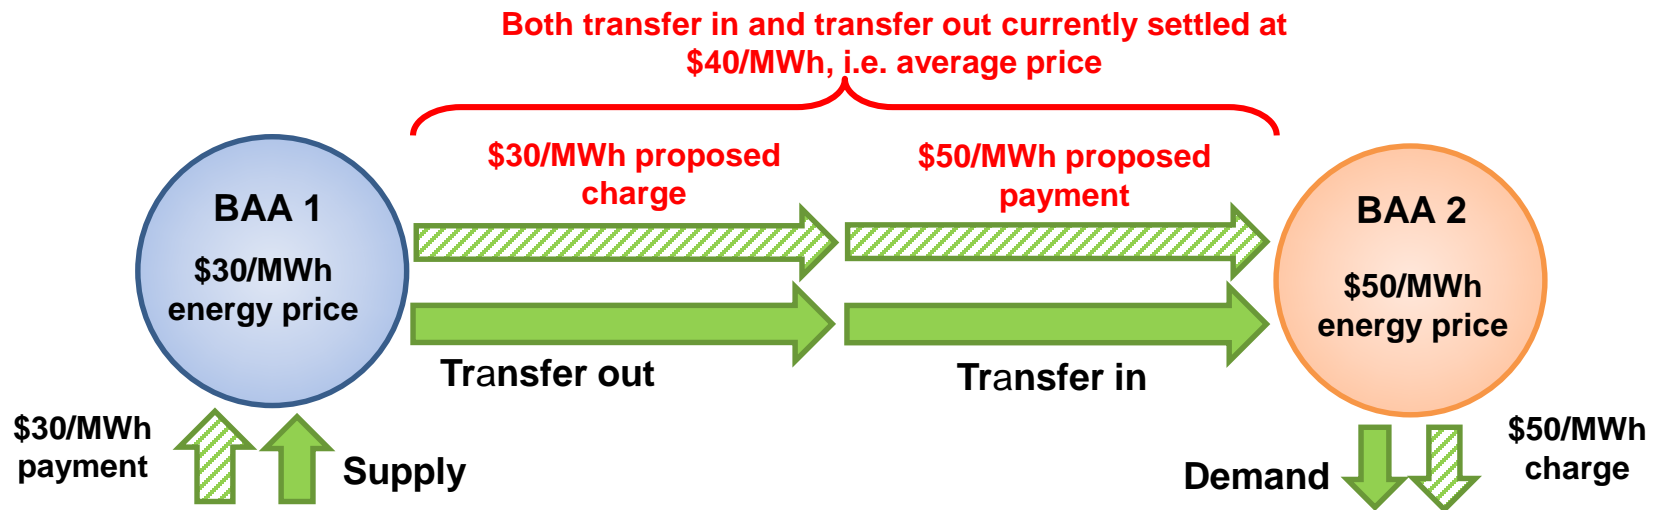 Both transfer in and transfer out currently settled at
$40/MWh, i.e. average price
$30/MWh proposed
charge
$50/MWh proposed
payment
BAA 1
$30/MWh
energy price
BAA 2
$50/MWh
energy price
Transfer out
Transfer in
$30/MWh
payment
Supply
Demand
$50/MWh
charge